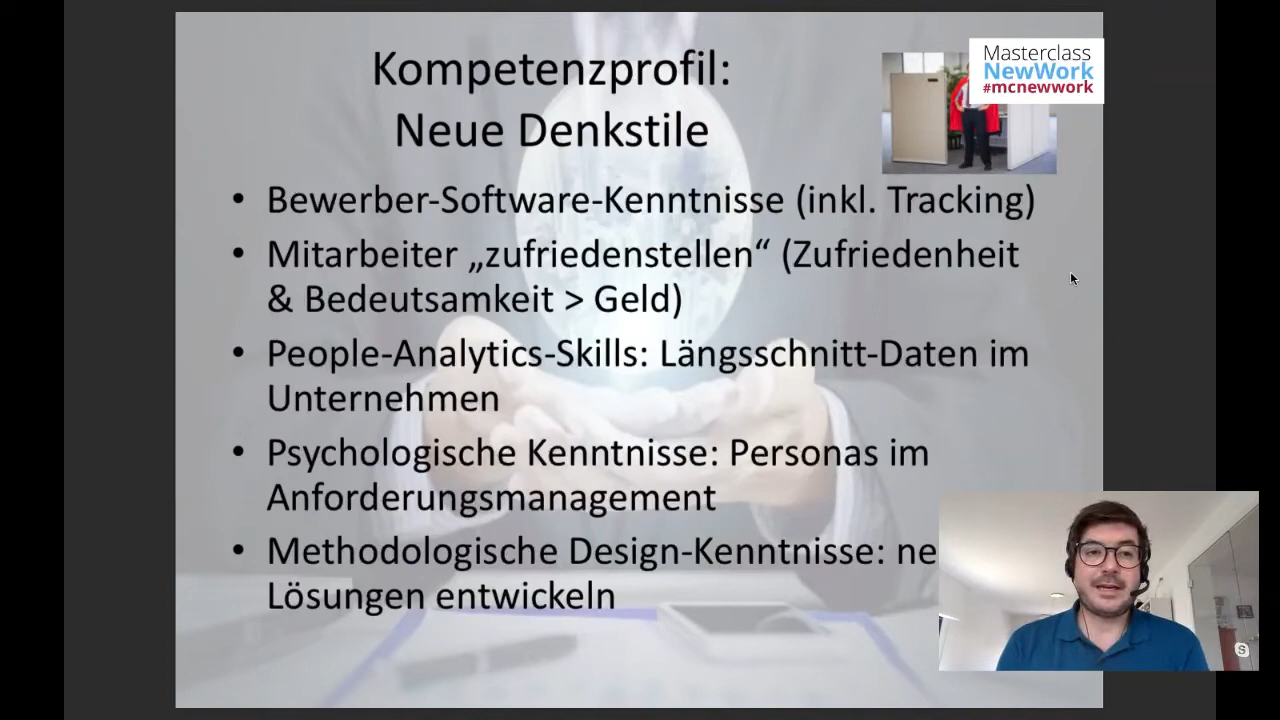 Kompetenzprofil:
Neue Denkstile
Masterclass
NewWork
#mcnewwork
• Bewerber-Software-Kenntnisse (inkl. Tracking)
• Mitarbeiter „zufriedenstellen“ (Zufriedenheit
& Bedeutsamkeit > Geld)
• People-Analytics-Skills: Längsschnitt-Daten im
Unternehmen
• Psychologische Kenntnisse: Personas im
Anforderungsmanagement
• Methodologische Design-Kenntnisse: ne
Lösungen entwickeln